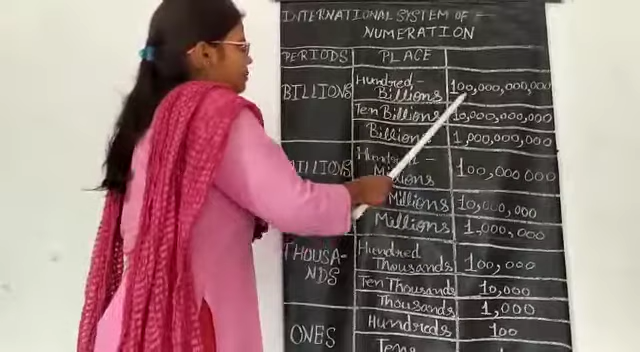 INTERNATIONAL SYSTEM OF -
NUMERATION
PERIODS PLACE
BILLIONS Hundred-Billions 100,000,000,000
Ten Billions 10,000,000,000
Billions 1,000,000,000
Millions 100,000,000
Millions 10,000,000
Millions 1,000,000
THOUSA-NDS Hundred Thousands 100,000
Ten Thousands 10,000
Thousands 1,000
ONES Hundreds 100
Tens